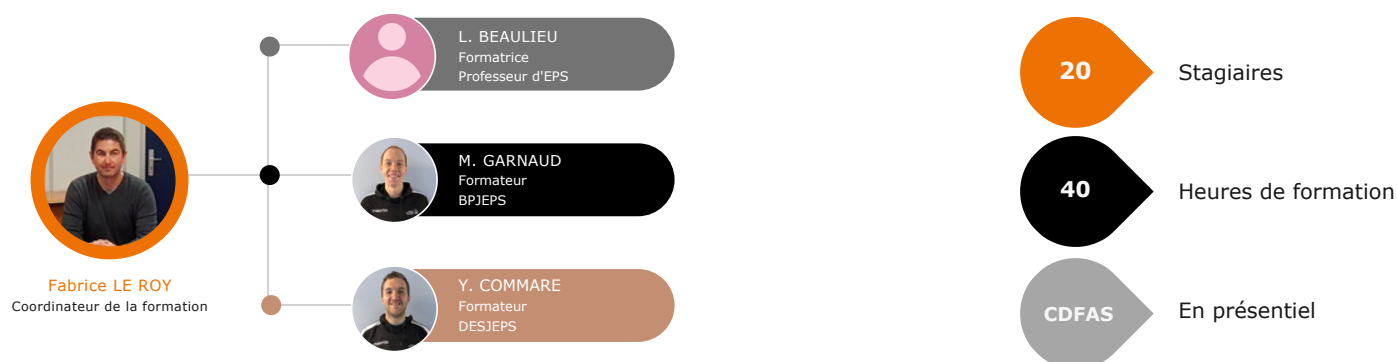 L. BEAULIEU
Formatrice
Professeur d'EPS
M. GARNAUD
Formateur
BPJEPS
Y. COMMARE
Formateur
DESJEPS
Fabrice LE ROY
Coordinateur de la formation
20
Stagiaires
40
Heures de formation
CDFAS
En présentiel